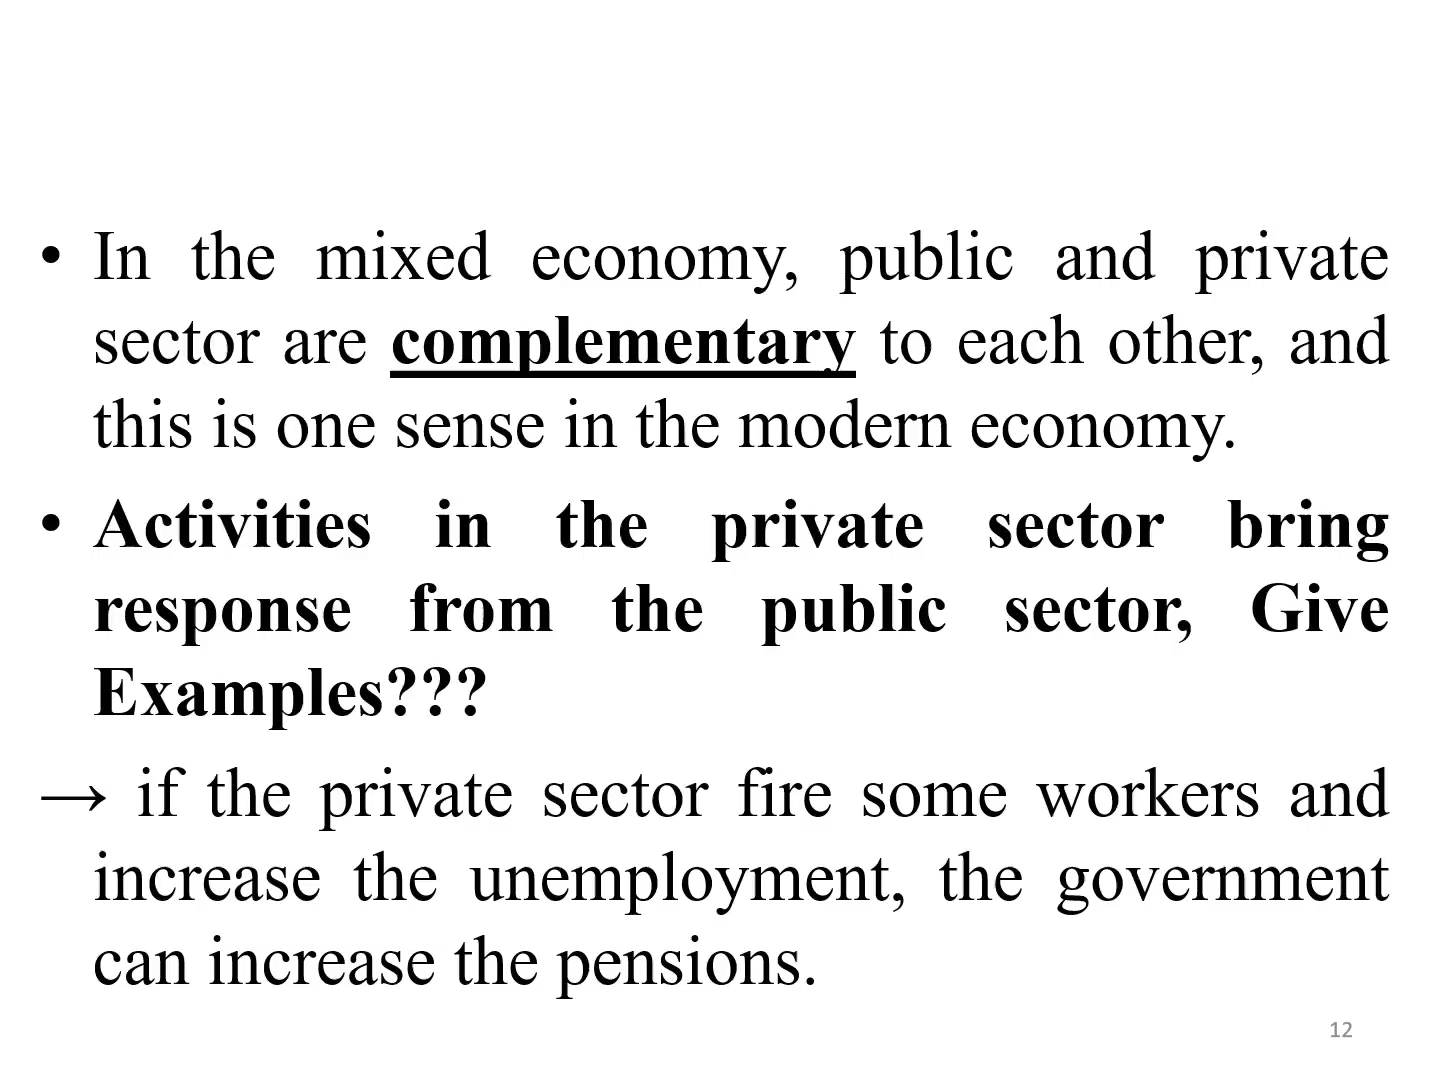 • In the mixed economy, public and private
sector are complementary to each other, and
this is one sense in the modern economy.
• Activities in the private sector bring
response from the public sector, Give
Examples???
→ if the private sector fire some workers and
increase the unemployment, the government
can increase the pensions.
12